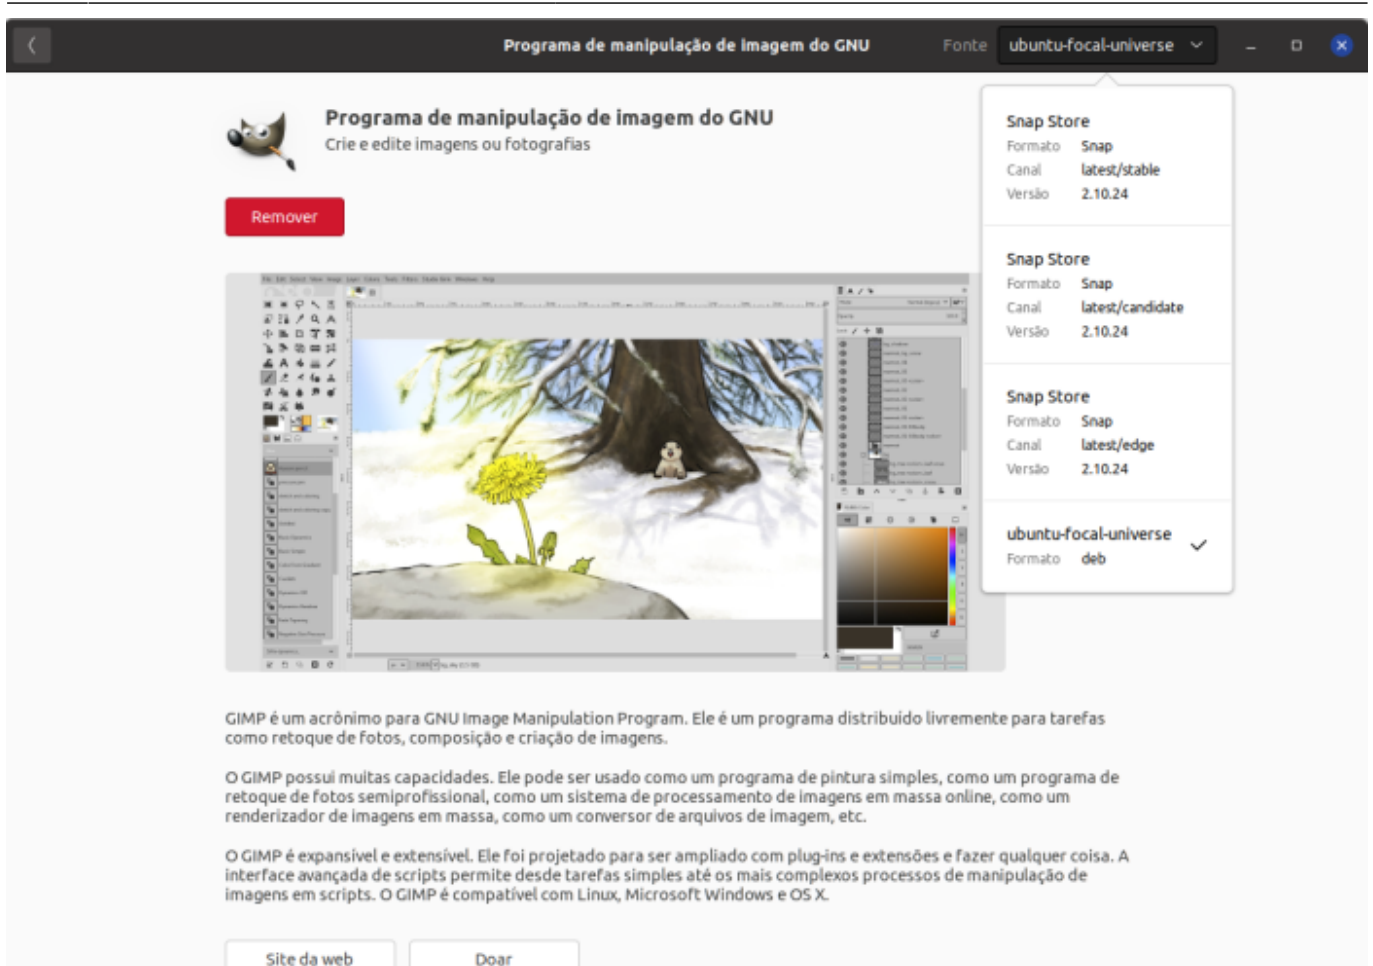 Programa de manipulação de imagem do GNU
Fonte
ubuntu-focal-universe
Programa de manipulação de imagem do GNU
Crie e edite imagens ou fotografias
Remover
Snap Store
Formato Snap
Canal latest/stable
Versão 2.10.24
Snap Store
Formato Snap
Canal latest/candidate
Versão 2.10.24
Snap Store
Formato Snap
Canal latest/edge
Versão 2.10.24
ubuntu-focal-universe
Formato deb
GIMP é um acrônimo para GNU Image Manipulation Program. Ele é um programa distribuído livremente para tarefas
como retoque de fotos, composição e criação de imagens.
O GIMP possui muitas capacidades. Ele pode ser usado como um programa de pintura simples, como um programa de
retoque de fotos semiprofissional, como um sistema de processamento de imagens em massa online, como um
renderizador de imagens em massa, como um conversor de arquivos de imagem, etc.
O GIMP é expansível e extensível. Ele foi projetado para ser ampliado com plug-ins e extensões e fazer qualquer coisa. A
interface avançada de scripts permite desde tarefas simples até os mais complexos processos de manipulação de
imagens em scripts. O GIMP é compatível com Linux, Microsoft Windows e OS X.
Site da web
Doar